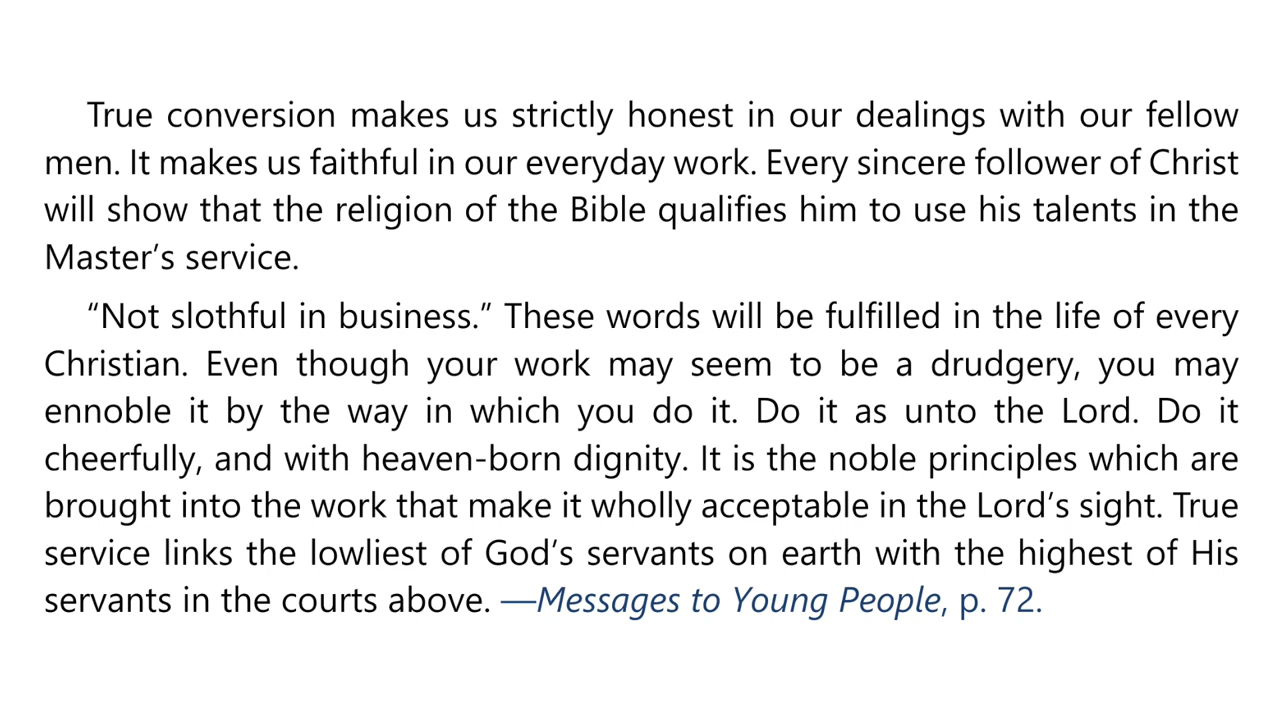 True conversion makes us strictly honest in our dealings with our fellow
men. It makes us faithful in our everyday work. Every sincere follower of Christ
will show that the religion of the Bible qualifies him to use his talents in the
Master’s service.
“Not slothful in business.” These words will be fulfilled in the life of every
Christian. Even though your work may seem to be a drudgery, you may
ennoble it by the way in which you do it. Do it as unto the Lord. Do it
cheerfully, and with heaven-born dignity. It is the noble principles which are
brought into the work that make it wholly acceptable in the Lord’s sight. True
service links the lowliest of God’s servants on earth with the highest of His
servants in the courts above. —Messages to Young People, p. 72.